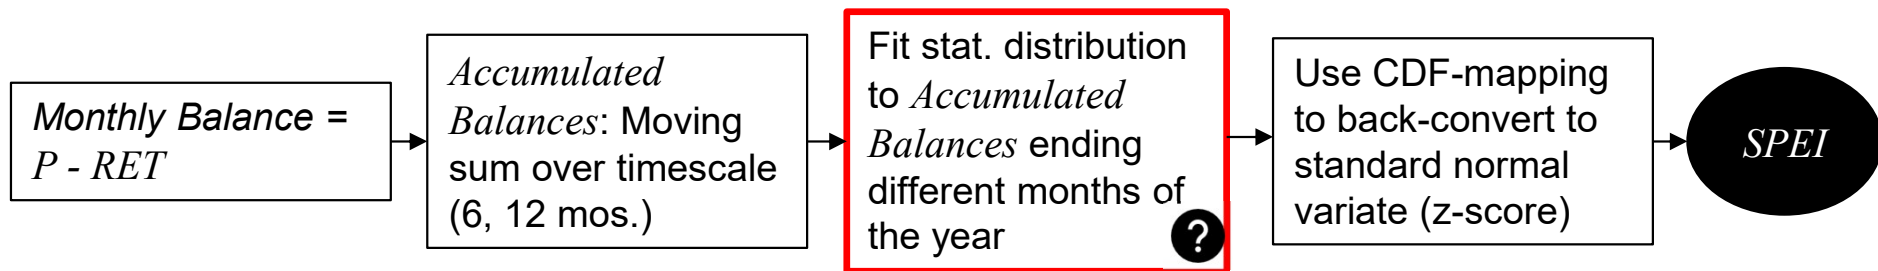 Monthly Balance =
P - RET
Accumulated
Balances: Moving
sum over timescale
(6, 12 mos.)
Fit stat. distribution
to Accumulated
Balances ending
different months of
the year
?
Use CDF-mapping
to back-convert to
standard normal
variate (z-score)
SPEI